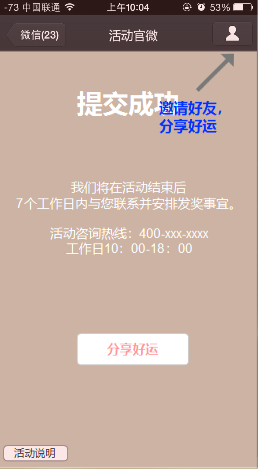 -73 中国联通 上午10:04 53%
微信(23) 活动官微
提交成功
邀请好友，
分享好运
我们将在活动结束后
7个工作日内与您联系并安排发奖事宜。
活动咨询热线：400-xxx-xxxx
工作日10：00-18：00
分享好运
活动说明